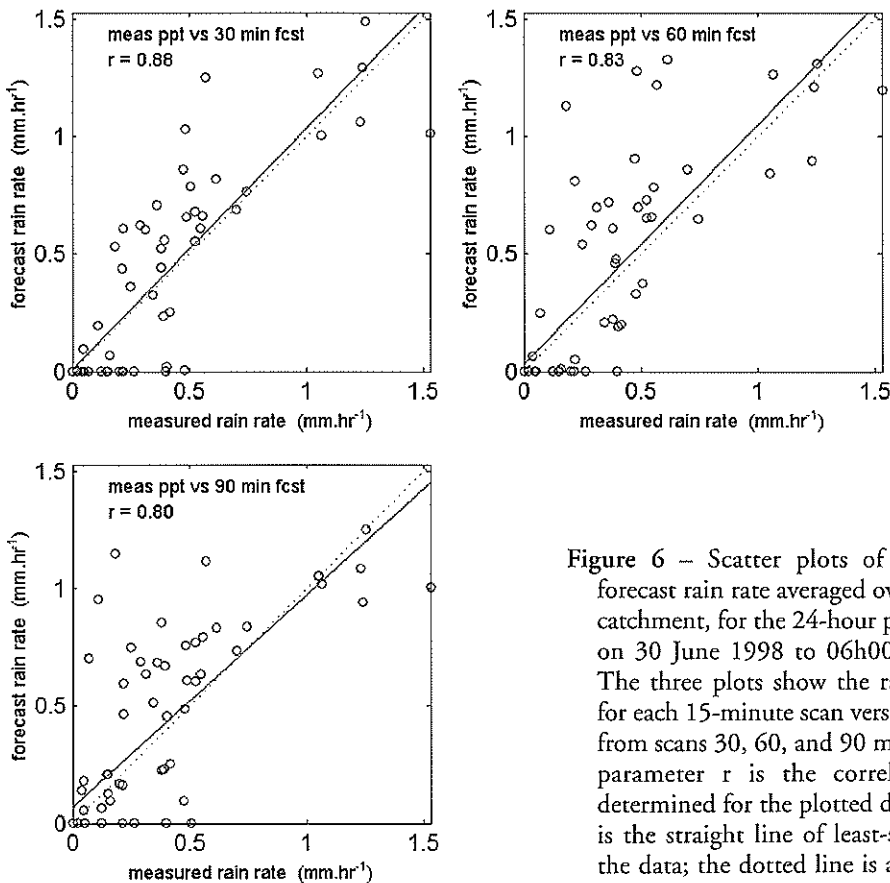 meas ppt vs 30 min fcst
r = 0.88
forecast rain rate (mm.hr⁻¹)
1.5
1
0.5
0
0 0.5 1 1.5
measured rain rate (mm.hr⁻¹)
meas ppt vs 60 min fcst
r = 0.83
forecast rain rate (mm.hr⁻¹)
1.5
1
0.5
0
0 0.5 1 1.5
measured rain rate (mm.hr⁻¹)
meas ppt vs 90 min fcst
r = 0.80
forecast rain rate (mm.hr⁻¹)
1.5
1
0.5
0
0 0.5 1 1.5
measured rain rate (mm.hr⁻¹)
Figure 6 – Scatter plots of
forecast rain rate averaged ov
catchment, for the 24-hour p
on 30 June 1998 to 06h00
The three plots show the ra
for each 15-minute scan vers
from scans 30, 60, and 90 m
parameter r is the correl
determined for the plotted d
is the straight line of least-s
the data; the dotted line is a